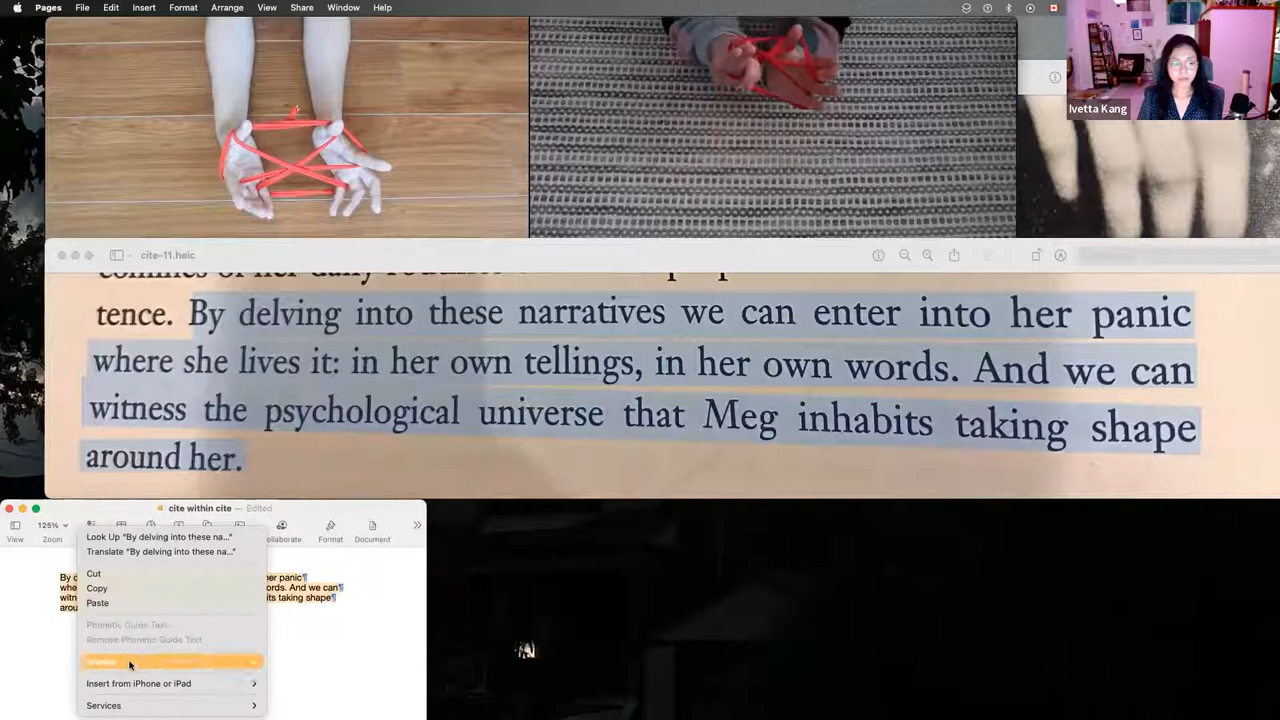 Pages File Edit Insert Format Arrange View Share Window Help
Ivetta Kang
cite-11.heic
tence. By delving into these narratives we can enter into her panic
where she lives it: in her own tellings, in her own words. And we can
witness the psychological universe that Meg inhabits taking shape
around her.
cite within cite — Edited
125%
View Zoom Format Document
Look Up “By delving into these na...”
Translate “By delving into these na...”
Cut
Copy
Paste
Phonetic Guide Text...
Remove Phonetic Guide Text
Insert from iPhone or iPad
Services
By her panic¶
ords. And we can¶
its taking shape¶